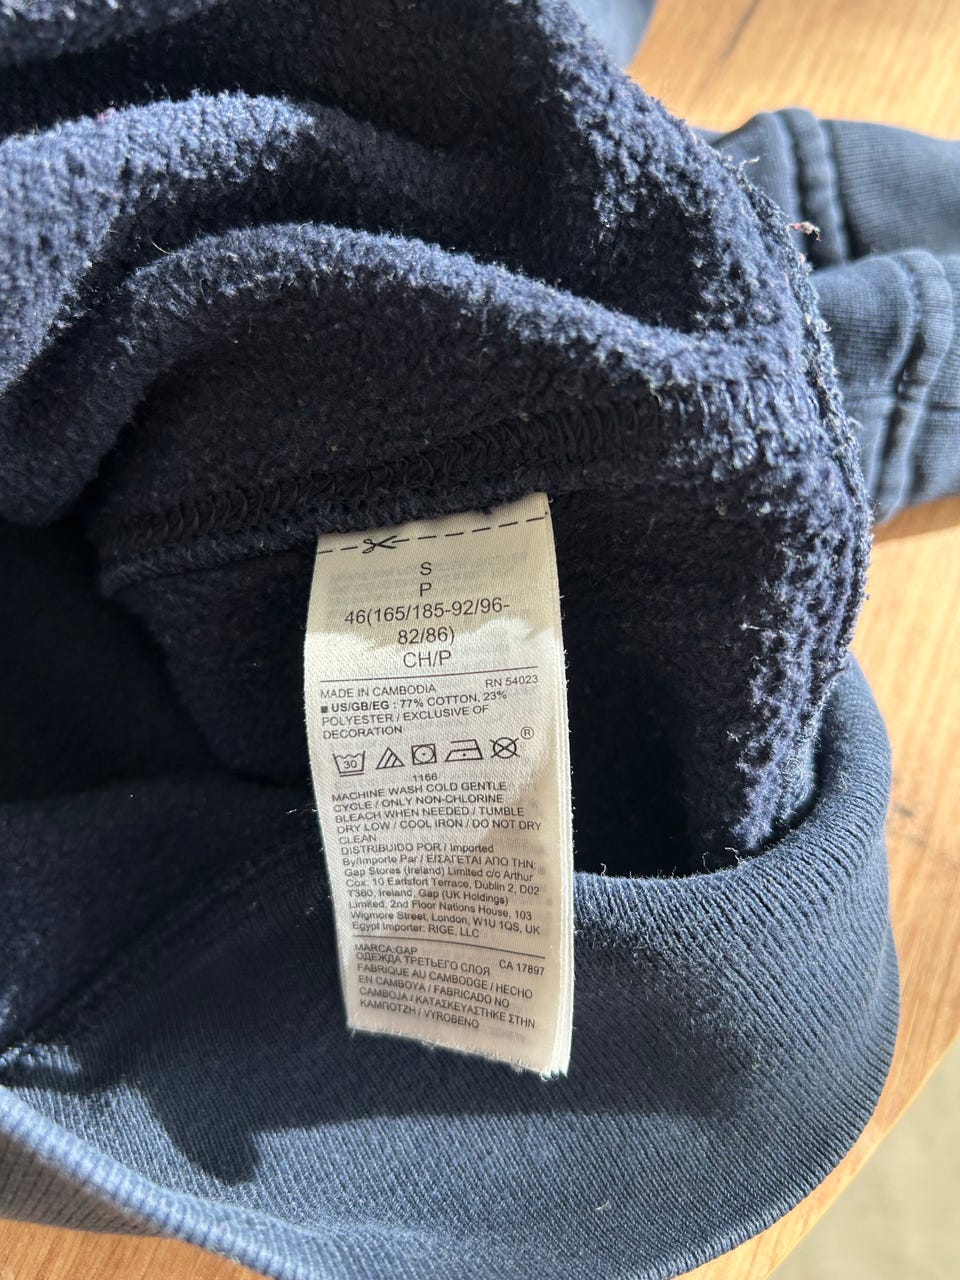 S
P
46(165/185-92/96-
82/86)
CH/P
MADE IN CAMBODIA RN 54023
■ US/GB/EG : 77% COTTON, 23%
POLYESTER / EXCLUSIVE OF
DECORATION
30
®
1166
MACHINE WASH COLD GENTLE
CYCLE / ONLY NON-CHLORINE
BLEACH WHEN NEEDED / TUMBLE
DRY LOW / COOL IRON / DO NOT DRY
CLEAN
DISTRIBUIDO POR / Imported
By/Importe Par / ΕΙΣΑΓΕΤΑΙ ΑΠΟ ΤΗΝ:
Gap Stores (Ireland) Limited c/o Arthur
Cox, 10 Earlsfort Terrace, Dublin 2, D02
T380, Ireland; Gap (UK Holdings)
Limited, 2nd Floor Nations House, 103
Wigmore Street, London, W1U 1QS, UK
Egypt Importer: RIGE, LLC
MARCA:GAP CA 17897
ОДЕЖДА ТРЕТЬЕГО СЛОЯ
FABRIQUE AU CAMBODGE / HECHO
EN CAMBOYA / FABRICADO NO
CAMBOJA / ΚΑΤΑΣΚΕΥΑΣΤΗΚΕ ΣΤΗΝ
ΚΑΜΠΟΤΖΗ / VYROBENO